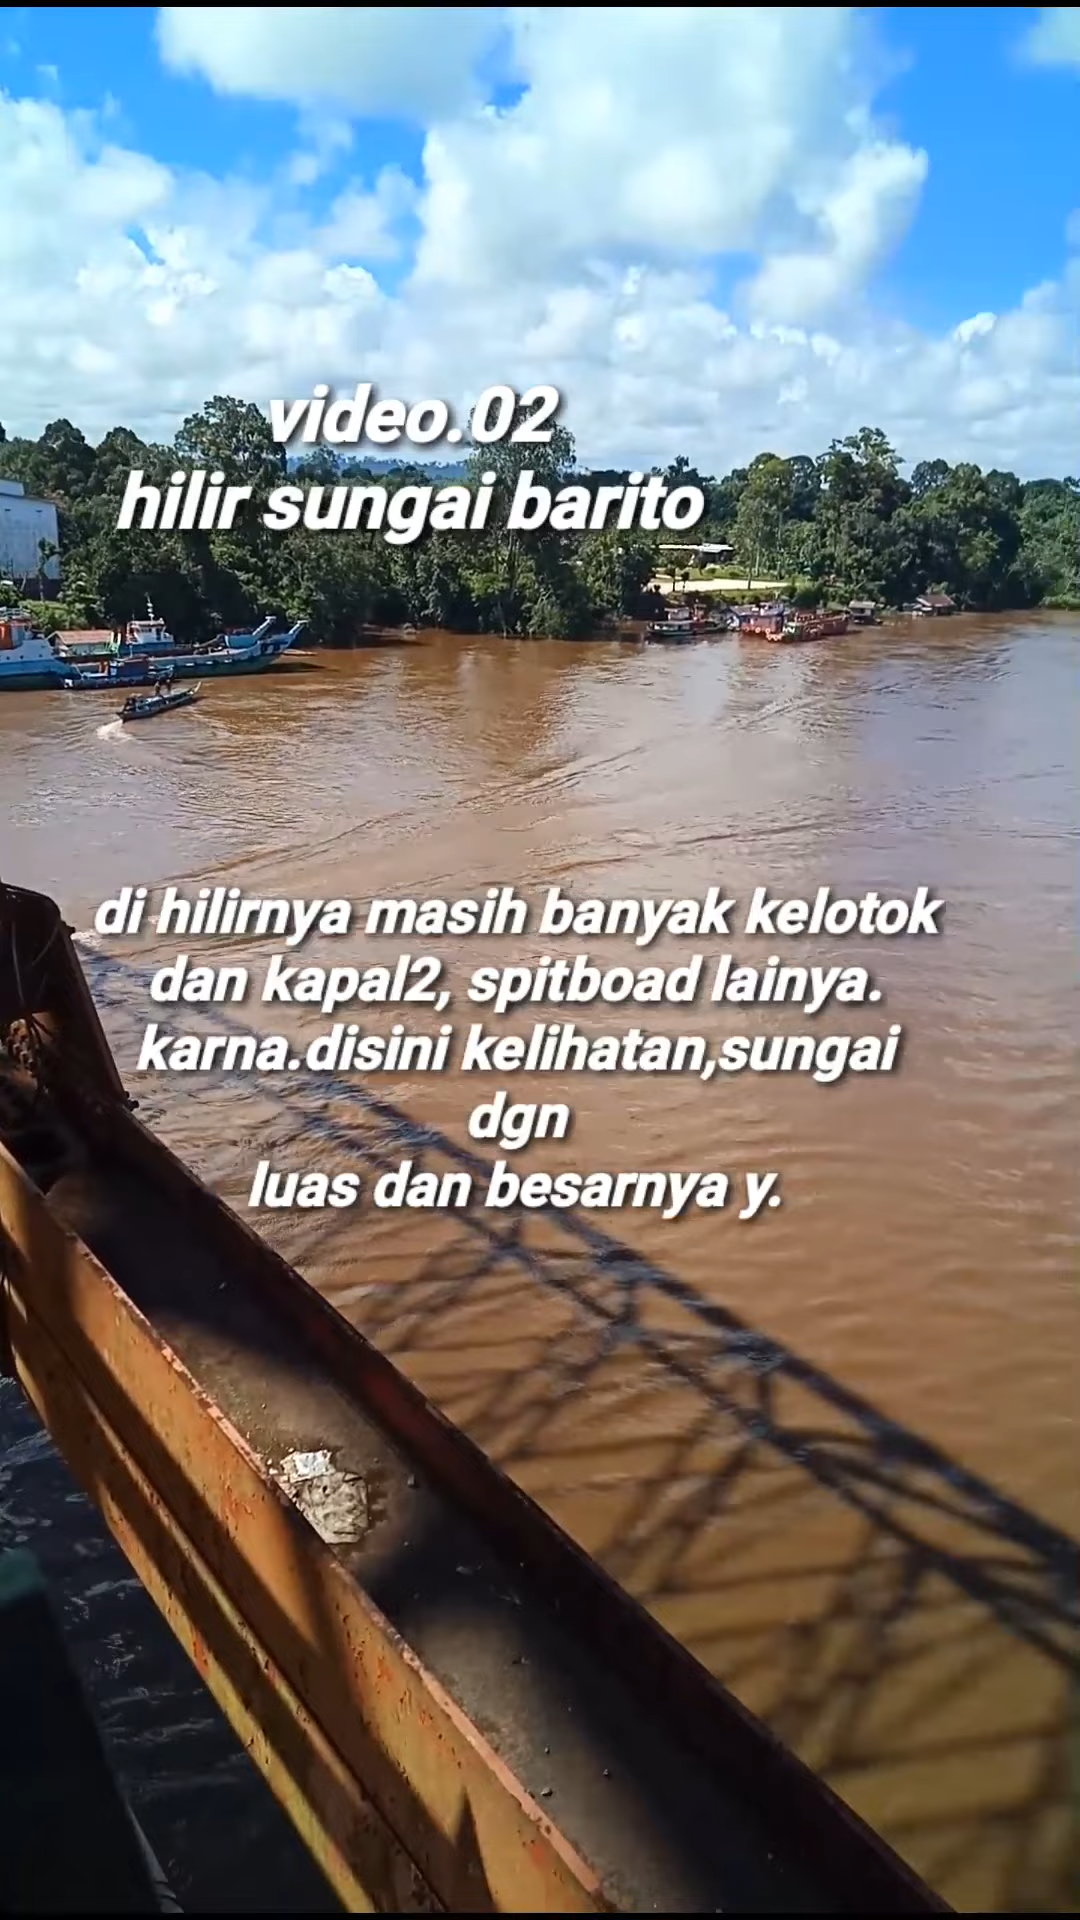 video.02
hilir sungai barito
di hilirnya masih banyak kelotok
dan kapal2, spitboad lainya.
karna.disini kelihatan,sungai
dgn
luas dan besarnya y.